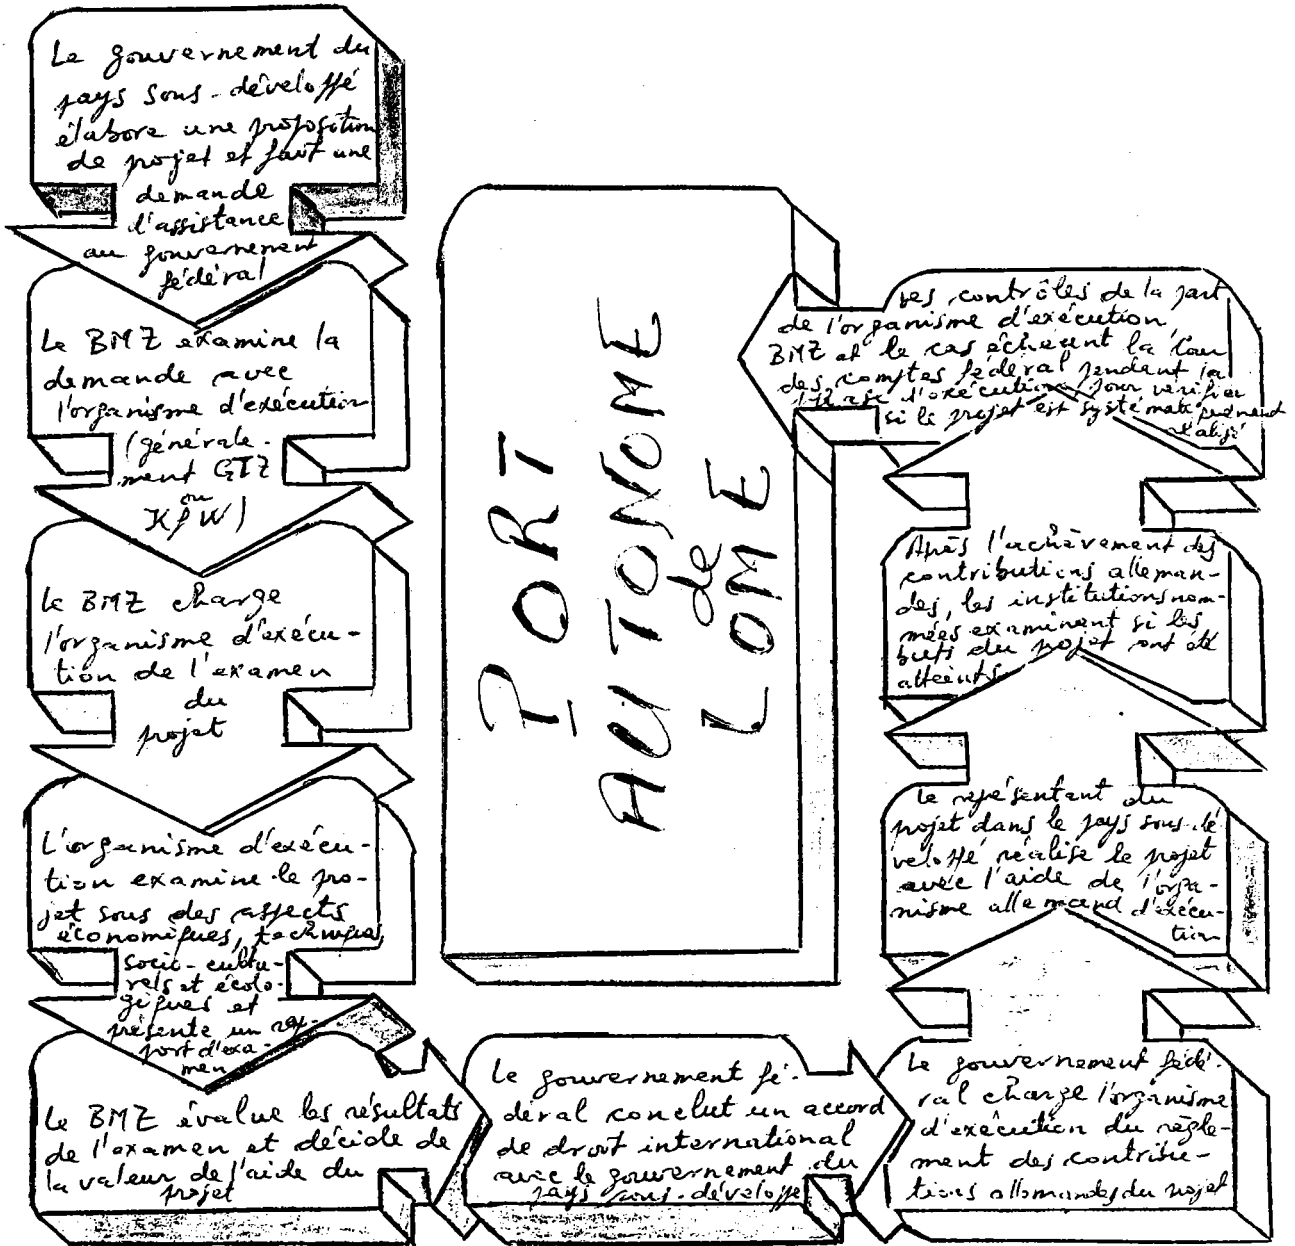 Le gouvernement du
pays sous-développé
élabore une proposition
de projet et fait une
demande
d'assistance
au gouvernement
fédéral
Le BMZ examine la
demande avec
l'organisme d'exécution
(générale-
ment GTZ
ou
KfW)
Le BMZ charge
l'organisme d'exécu-
tion de l'examen
du
projet
L'organisme d'exécu-
tion examine le pro-
jet sous des aspects
économiques, techniques
socio-cultu-
rels et écolo-
giques et
présente un rap-
port d'exa-
men
Le BMZ évalue les résultats
de l'examen et décide de
la valeur de l'aide du
projet
Le gouvernement fé-
déral conclut un accord
de droit international
avec le gouvernement du
pays sous-développé
Le gouvernement fédé-
ral charge l'organisme
d'exécution du règle-
ment des contribu-
tions allemandes du projet
Le représentant du
projet dans le pays sous-dé
veloppé réalise le projet
avec l'aide de l'orga-
nisme allemand d'exécu-
tion
Après l'achèvement des
contributions alleman-
des, les institutions nom-
mées examinent si les
buts du projet ont été
atteints
Des contrôles de la part
de l'organisme d'exécution
BMZ et le cas échéent la Cour
des comptes fédéral pendant la
phase d'exécution pour vérifier
si le projet est systématiquement
réalisé
PORT
AUTONOME
de
LOME